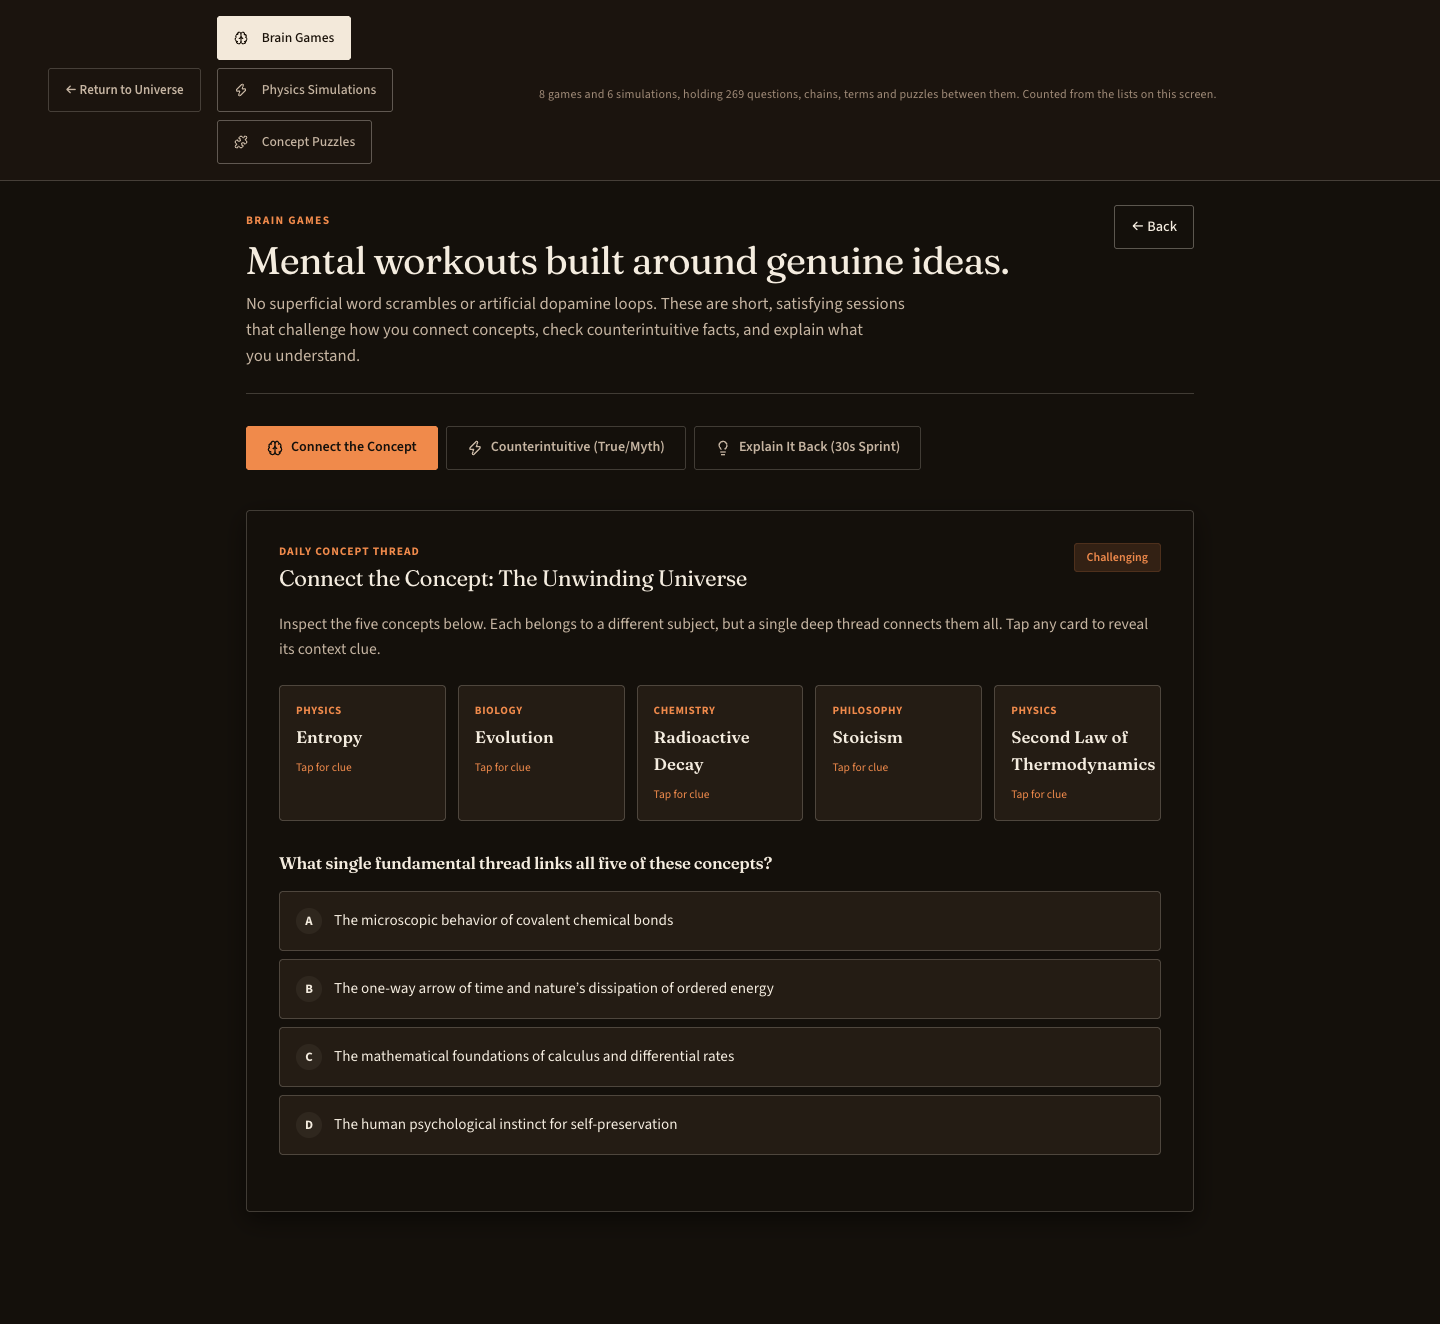 Brain Games
← Return to Universe
Physics Simulations
8 games and 6 simulations, holding 269 questions, chains, terms and puzzles between them. Counted from the lists on this screen.
Concept Puzzles
BRAIN GAMES
← Back
Mental workouts built around genuine ideas.
No superficial word scrambles or artificial dopamine loops. These are short, satisfying sessions
that challenge how you connect concepts, check counterintuitive facts, and explain what
you understand.
Connect the Concept
Counterintuitive (True/Myth)
Explain It Back (30s Sprint)
DAILY CONCEPT THREAD
Challenging
Connect the Concept: The Unwinding Universe
Inspect the five concepts below. Each belongs to a different subject, but a single deep thread connects them all. Tap any card to reveal
its context clue.
PHYSICS
Entropy
Tap for clue
BIOLOGY
Evolution
Tap for clue
CHEMISTRY
Radioactive
Decay
Tap for clue
PHILOSOPHY
Stoicism
Tap for clue
PHYSICS
Second Law of
Thermodynamics
Tap for clue
What single fundamental thread links all five of these concepts?
A The microscopic behavior of covalent chemical bonds
B The one-way arrow of time and nature’s dissipation of ordered energy
C The mathematical foundations of calculus and differential rates
D The human psychological instinct for self-preservation